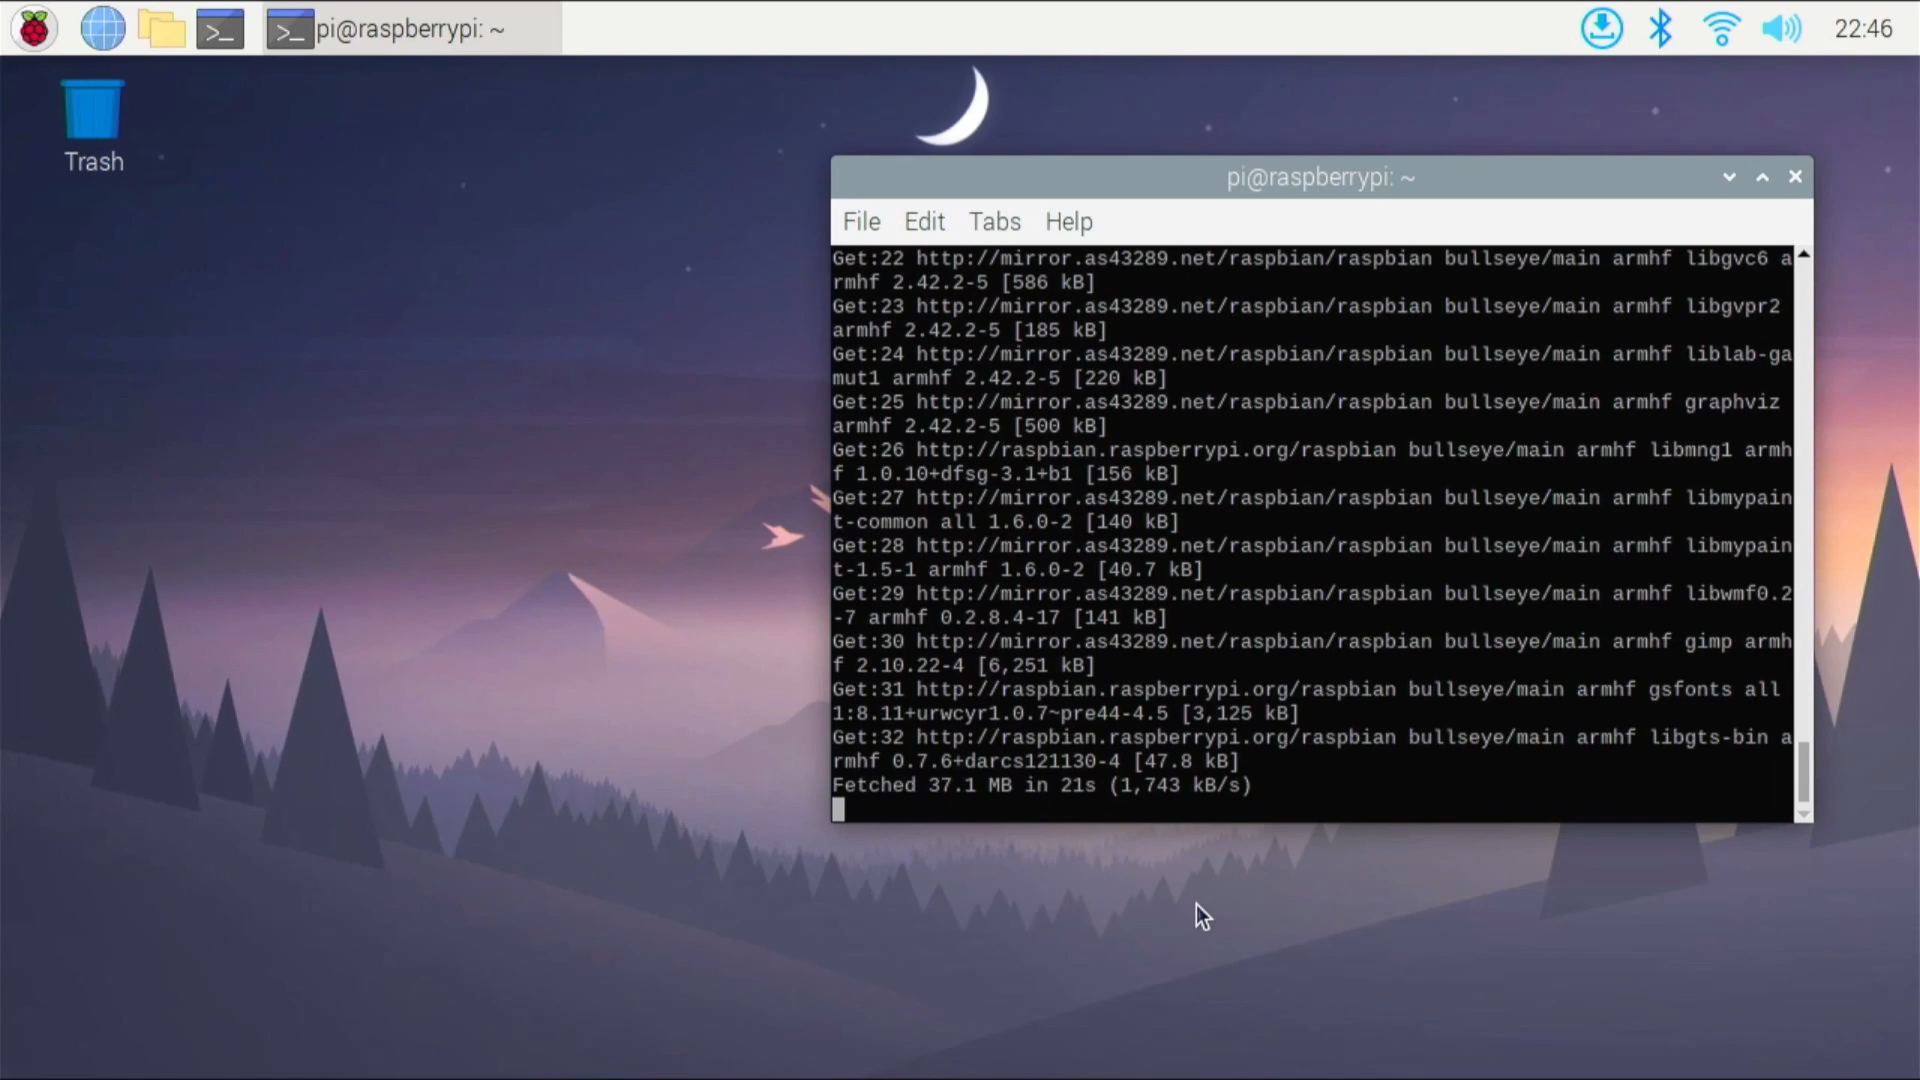 pi@raspberrypi: ~
22:46
Trash
pi@raspberrypi: ~
File Edit Tabs Help
Get:22 http://mirror.as43289.net/raspbian/raspbian bullseye/main armhf libgvc6 a
rmhf 2.42.2-5 [586 kB]
Get:23 http://mirror.as43289.net/raspbian/raspbian bullseye/main armhf libgvpr2
armhf 2.42.2-5 [185 kB]
Get:24 http://mirror.as43289.net/raspbian/raspbian bullseye/main armhf liblab-ga
mut1 armhf 2.42.2-5 [220 kB]
Get:25 http://mirror.as43289.net/raspbian/raspbian bullseye/main armhf graphviz
armhf 2.42.2-5 [500 kB]
Get:26 http://raspbian.raspberrypi.org/raspbian bullseye/main armhf libmng1 armh
f 1.0.10+dfsg-3.1+b1 [156 kB]
Get:27 http://mirror.as43289.net/raspbian/raspbian bullseye/main armhf libmypain
t-common all 1.6.0-2 [140 kB]
Get:28 http://mirror.as43289.net/raspbian/raspbian bullseye/main armhf libmypain
t-1.5-1 armhf 1.6.0-2 [40.7 kB]
Get:29 http://mirror.as43289.net/raspbian/raspbian bullseye/main armhf libwmf0.2
-7 armhf 0.2.8.4-17 [141 kB]
Get:30 http://mirror.as43289.net/raspbian/raspbian bullseye/main armhf gimp armh
f 2.10.22-4 [6,251 kB]
Get:31 http://raspbian.raspberrypi.org/raspbian bullseye/main armhf gsfonts all
1:8.11+urwcyr1.0.7~pre44-4.5 [3,125 kB]
Get:32 http://raspbian.raspberrypi.org/raspbian bullseye/main armhf libgts-bin a
rmhf 0.7.6+darcs121130-4 [47.8 kB]
Fetched 37.1 MB in 21s (1,743 kB/s)